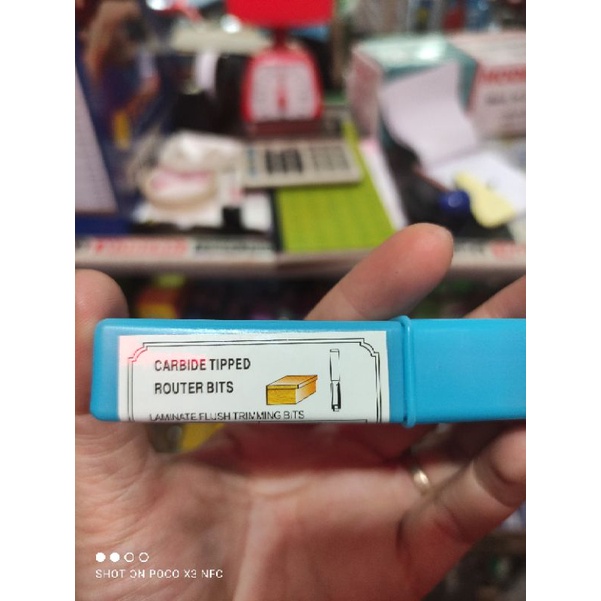 CARBIDE TIPPED
ROUTER BITS
LAMINATE FLUSH TRIMMING BITS
SHOT ON POCO X3 NFC